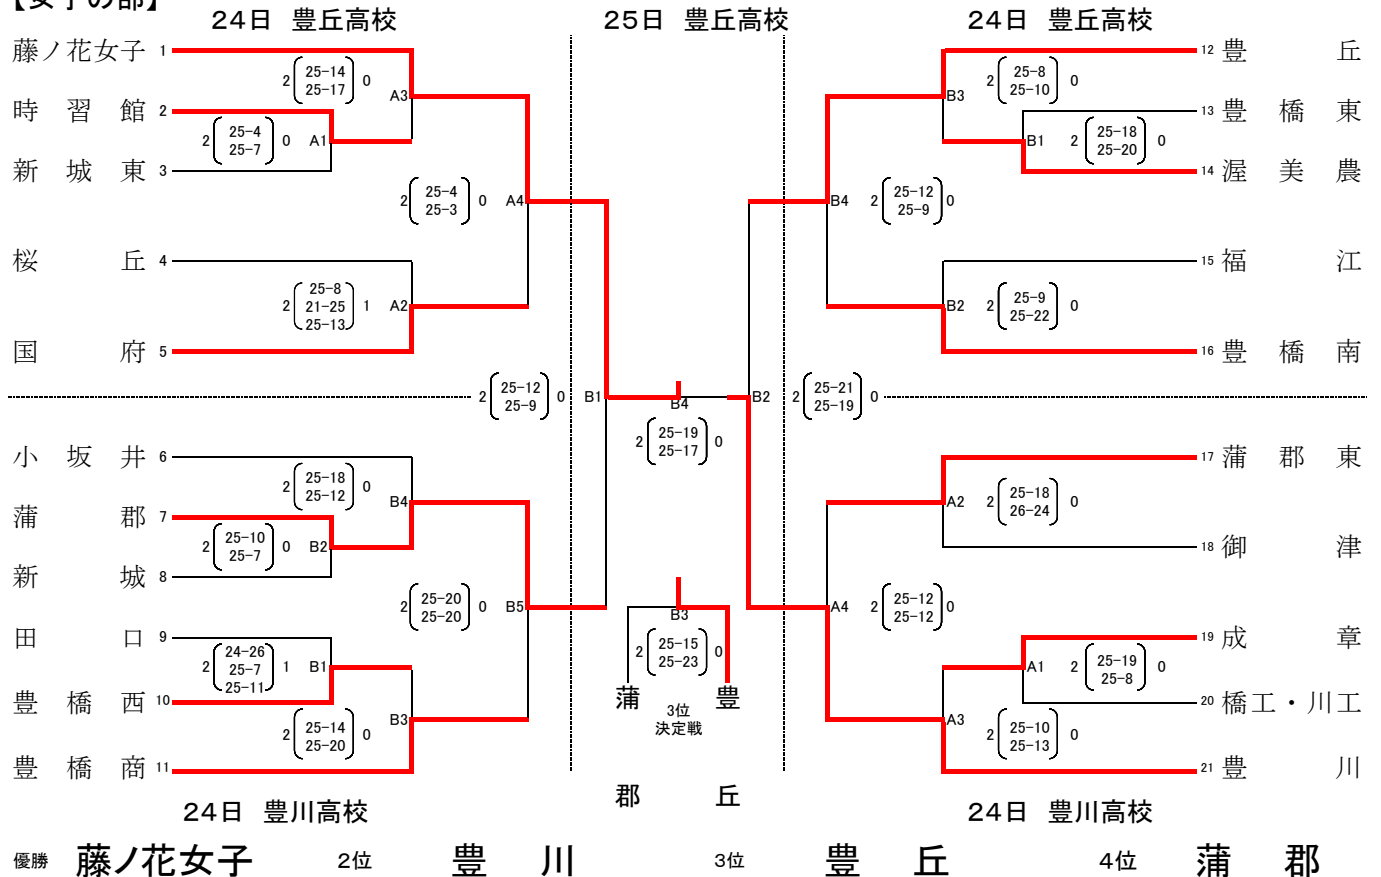 【女子の部】
24日 豊丘高校
25日 豊丘高校
24日 豊丘高校
藤ノ花女子 1
2 25-14 25-17 0 A3
時習館 2
2 25-4 25-7 0 A1
新城東 3
2 25-4 25-3 0 A4
桜丘 4
2 25-8 21-25 25-13 1 A2
国府 5
2 25-12 25-9 0 B1
小坂井 6
2 25-18 25-12 0 B4
蒲郡 7
2 25-10 25-7 0 B2
新城 8
2 25-20 25-20 0 B5
田口 9
2 24-26 25-7 25-11 1 B1
豊橋西 10
2 25-14 25-20 0 B3
豊橋商 11
B4
2 25-19 25-17 0
B3
2 25-15 25-23 0
蒲郡 豊丘
3位
決定戦
12 豊丘
B3 2 25-8 25-10 0
13 豊橋東
B1 2 25-18 25-20 0
14 渥美農
B4 2 25-12 25-9 0
15 福江
B2 2 25-9 25-22 0
16 豊橋南
B2 2 25-21 25-19 0
17 蒲郡東
A2 2 25-18 26-24 0
18 御津
A4 2 25-12 25-12 0
19 成章
A1 2 25-19 25-8 0
20 橋工・川工
A3 2 25-10 25-13 0
21 豊川
24日 豊川高校
24日 豊川高校
優勝 藤ノ花女子 2位 豊川 3位 豊丘 4位 蒲郡